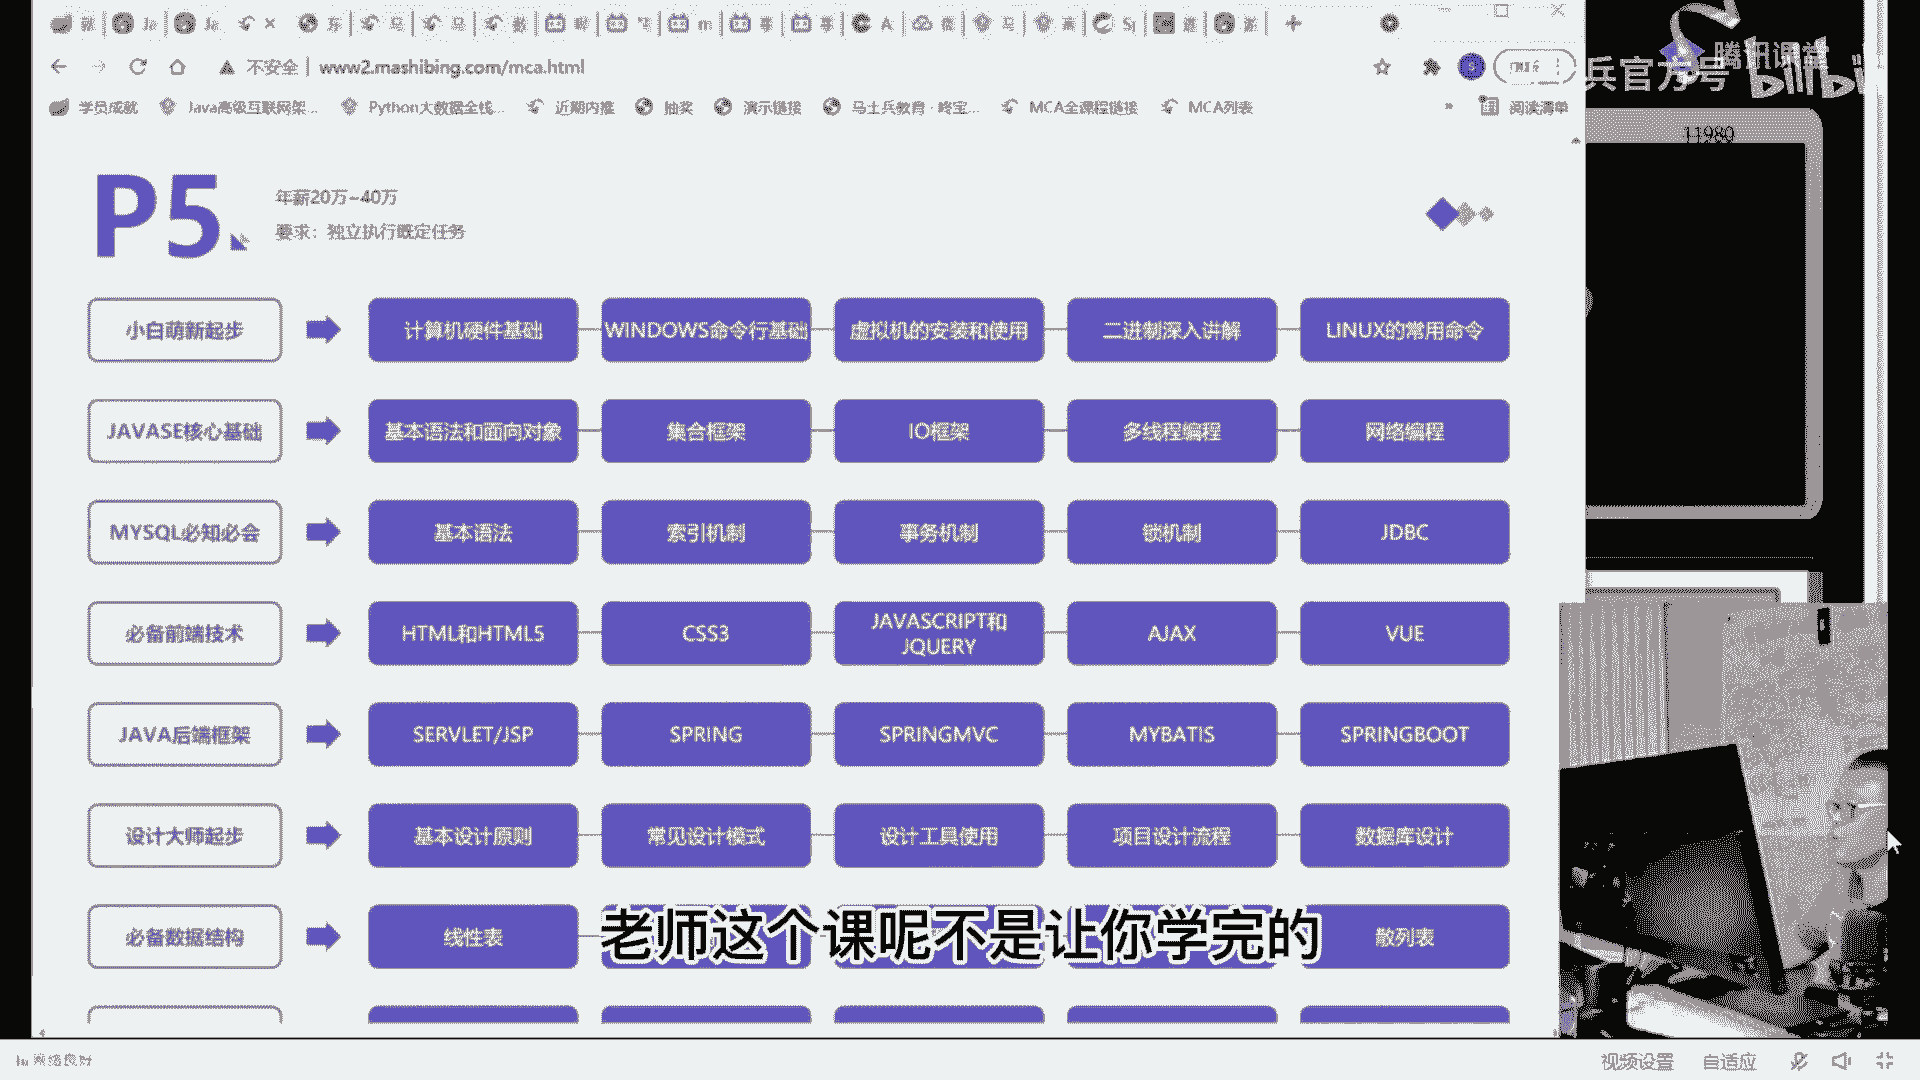 不安全 | www2.mashibing.com/mca.html
学员成就 Java高级互联网架... Python大数据全栈... 近期内推 抽奖 演示链接 马士兵教育·咚宝... MCA全课程链接 MCA列表 » 阅读清单
兵官方号 bilibili
腾讯课堂
11980
P5
年薪20万~40万
要求：独立执行既定任务
小白萌新起步 计算机硬件基础 WINDOWS命令行基础 虚拟机的安装和使用 二进制深入讲解 LINUX的常用命令
JAVASE核心基础 基本语法和面向对象 集合框架 IO框架 多线程编程 网络编程
MYSQL必知必会 基本语法 索引机制 事务机制 锁机制 JDBC
必备前端技术 HTML和HTML5 CSS3 JAVASCRIPT和JQUERY AJAX VUE
JAVA后端框架 SERVLET/JSP SPRING SPRINGMVC MYBATIS SPRINGBOOT
设计大师起步 基本设计原则 常见设计模式 设计工具使用 项目设计流程 数据库设计
必备数据结构 线性表 散列表
老师这个课呢不是让你学完的
网络良好 视频设置 自适应